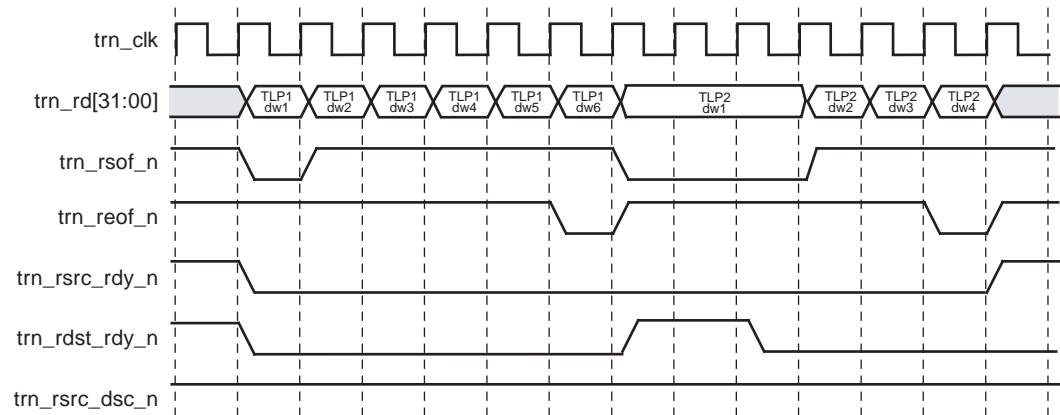 trn_clk
trn_rd[31:00]
TLP1 dw1
TLP1 dw2
TLP1 dw3
TLP1 dw4
TLP1 dw5
TLP1 dw6
TLP2 dw1
TLP2 dw2
TLP2 dw3
TLP2 dw4
trn_rsof_n
trn_reof_n
trn_rsrc_rdy_n
trn_rdst_rdy_n
trn_rsrc_dsc_n